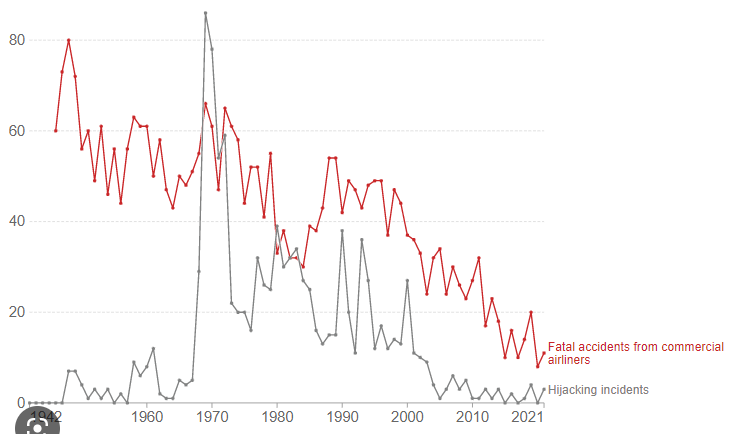 80
60
40
20
0
1942 1960 1970 1980 1990 2000 2010 2021
Fatal accidents from commercial
airliners
Hijacking incidents